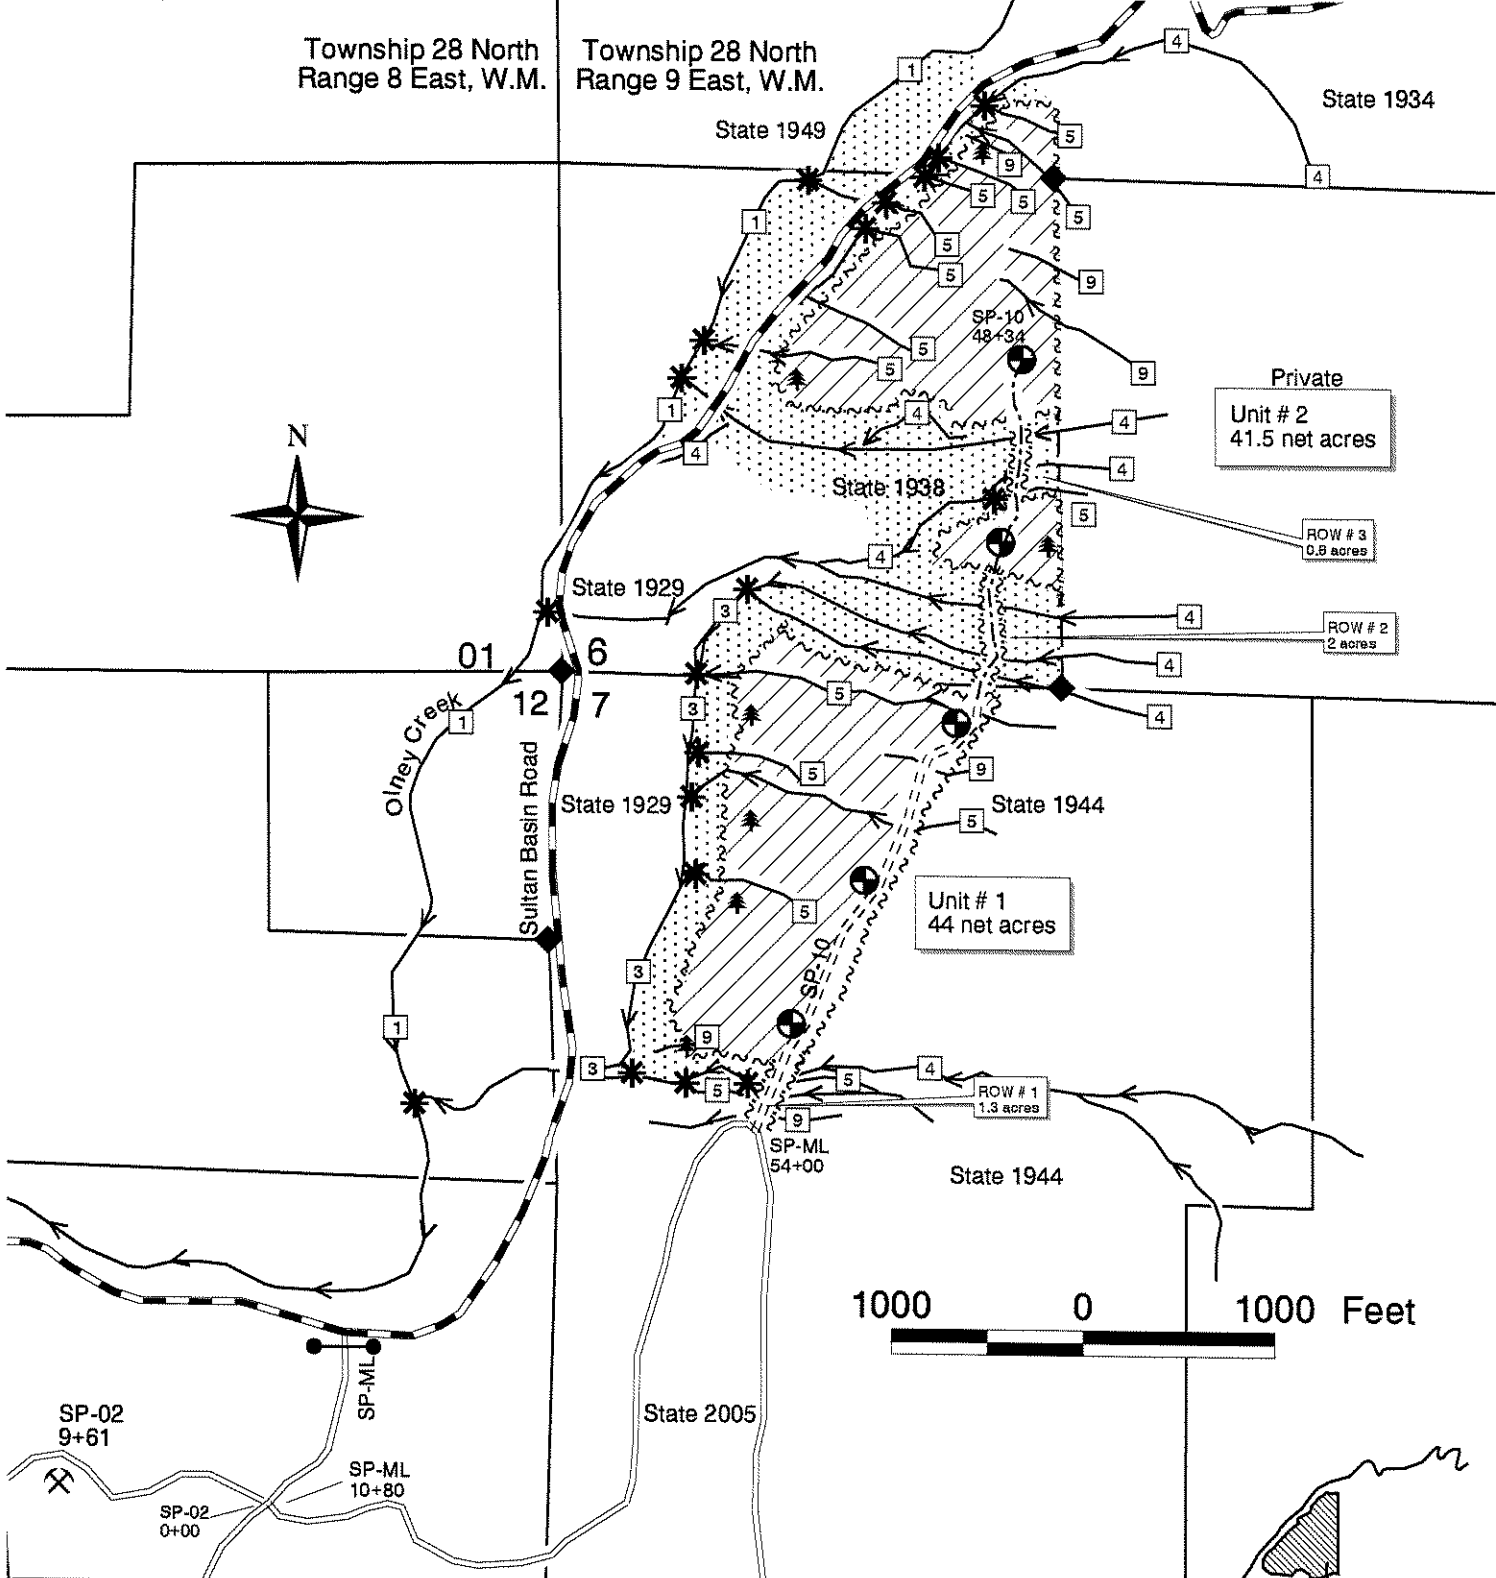 Township 28 North
Range 8 East, W.M.
Township 28 North
Range 9 East, W.M.
1
4
State 1934
State 1949
5
9
4
5
5
5
1
5
5
9
SP-10
48+34
5
5
9
Private
1
4
4
Unit # 2
41.5 net acres
N
4
4
State 1938
5
ROW # 3
0.6 acres
4
State 1929
3
4
ROW # 2
2 acres
01
6
4
12
7
5
3
4
Olney Creek
1
Sultan Basin Road
5
9
State 1929
State 1944
5
Unit # 1
44 net acres
5
SP-10
3
1
9
3
4
5
5
ROW # 1
1.3 acres
9
SP-ML
54+00
State 1944
1000
0
1000 Feet
SP-ML
State 2005
SP-02
9+61
SP-ML
10+80
SP-02
0+00